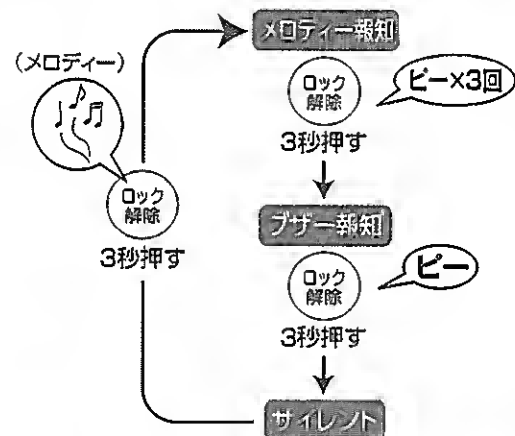 メロディー報知
ロック
解除
ピー×3回
3秒押す
ブザー報知
ロック
解除
ピー
3秒押す
サイレント
(メロディー)
ロック
解除
3秒押す